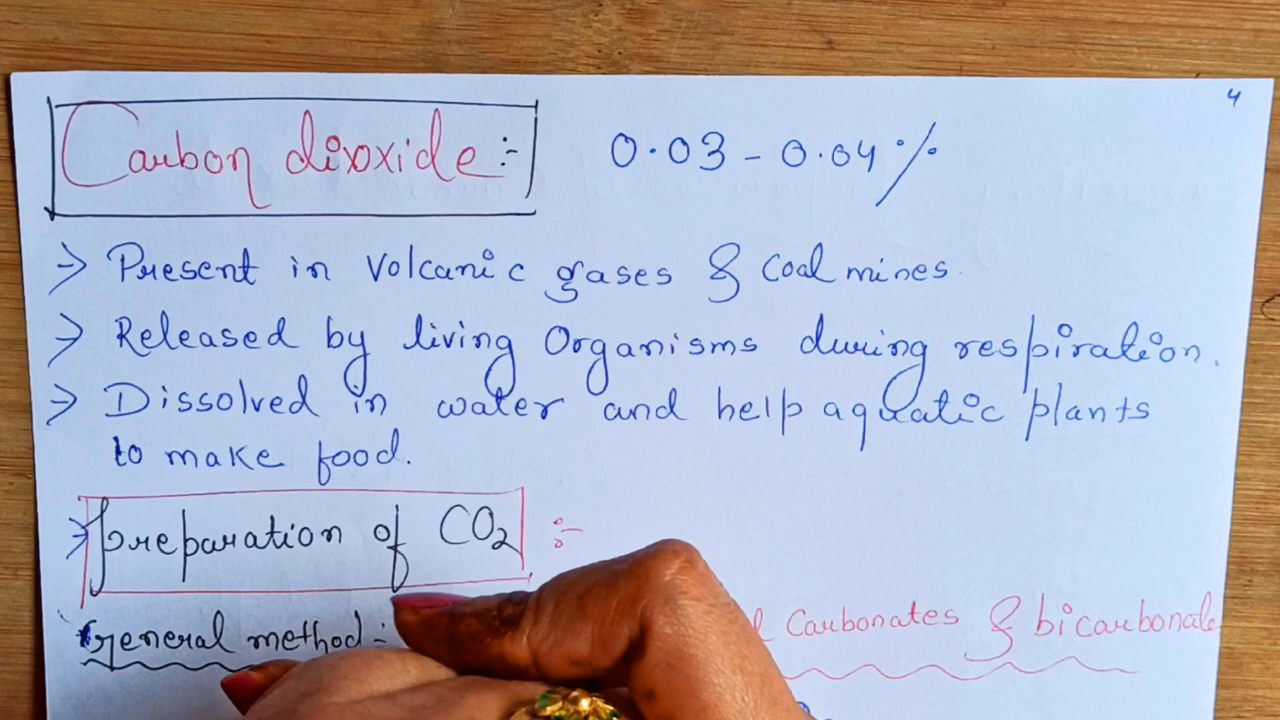 4
Carbon dioxide :-
0.03 - 0.04 %
-> Present in Volcanic gases & Coal mines.
-> Released by living Organisms during respiration.
-> Dissolved in water and help aquatic plants
to make food.
-> Preparation of CO2 :-
General method :- Carbonates & bicarbonate